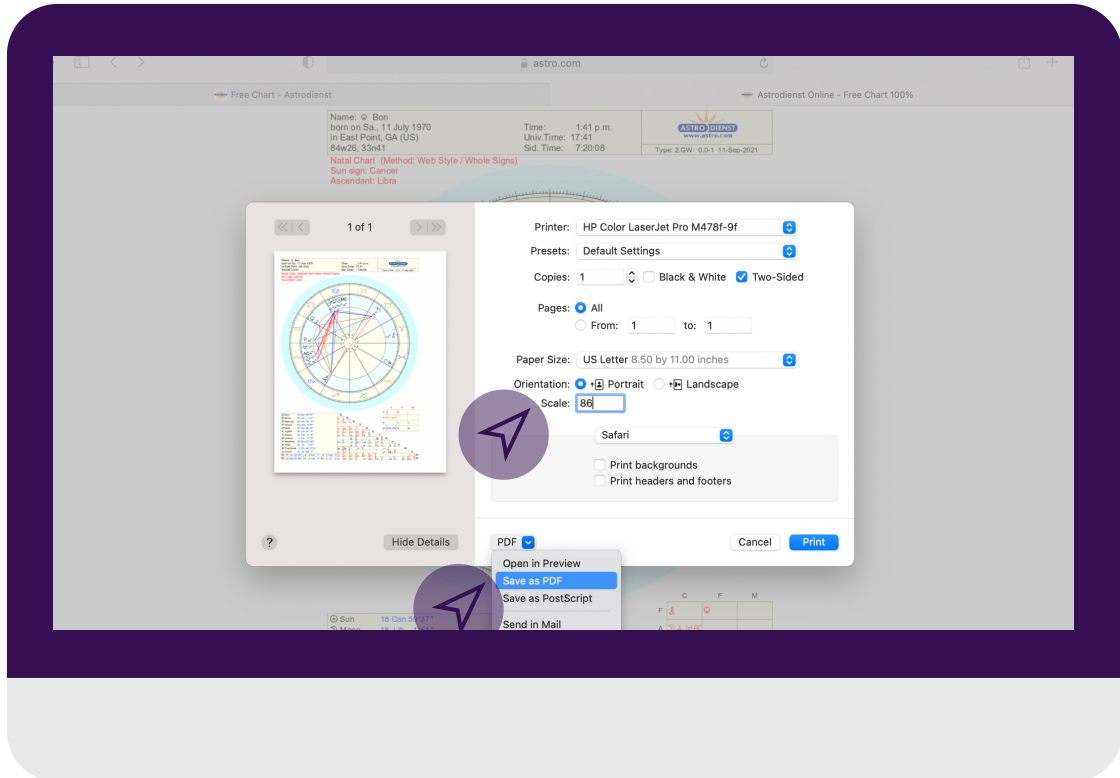 astro.com
Free Chart - Astrodienst
Astrodienst Online - Free Chart 100%
Name: ♀ Bon
born on Sa., 11 July 1970
in East Point, GA (US)
84w26, 33n41
Time: 1:41 p.m.
Univ.Time: 17:41
Sid. Time: 7:20:08
ASTRO DIENST
www.astro.com
Type: 2.GW 0.0-1 11-Sep-2021
Natal Chart (Method: Web Style / Whole Signs)
Sun sign: Cancer
Ascendant: Libra
1 of 1
Printer: HP Color LaserJet Pro M478f-9f
Presets: Default Settings
Copies: 1 Black & White Two-Sided
Pages: All
From: 1 to: 1
Paper Size: US Letter 8.50 by 11.00 inches
Orientation: Portrait Landscape
Scale: 86
Safari
Print backgrounds
Print headers and footers
? Hide Details
PDF
Cancel Print
Open in Preview
Save as PDF
Save as PostScript
Send in Mail
C F M
F
A
Sun 18 Can 59'37"